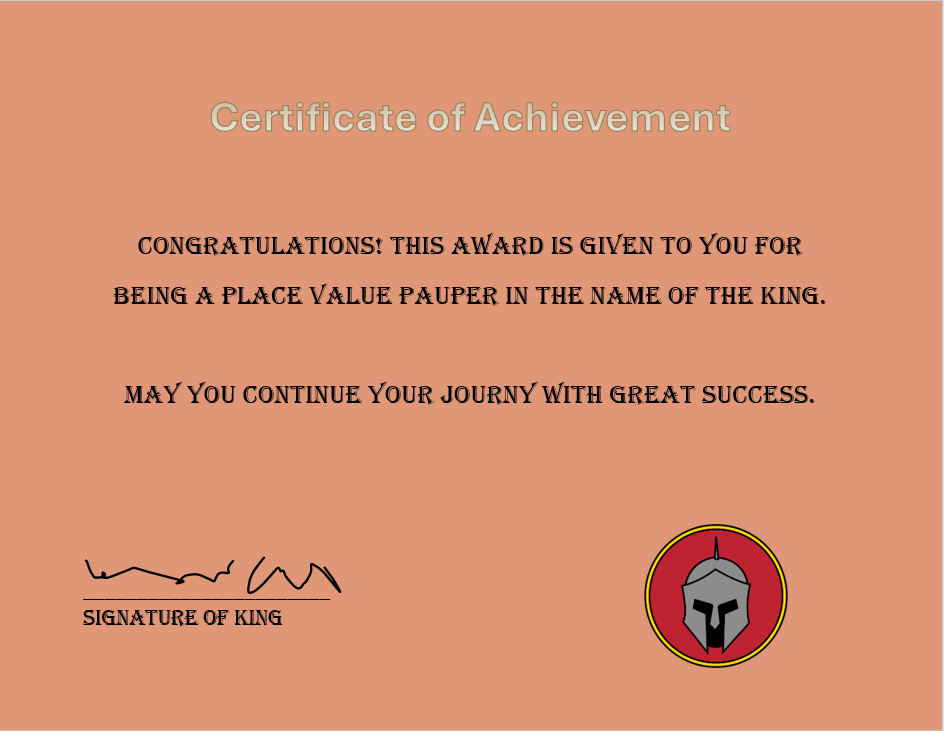 Certificate of Achievement
CONGRATULATIONS! THIS AWARD IS GIVEN TO YOU FOR
BEING A PLACE VALUE PAUPER IN THE NAME OF THE KING.
MAY YOU CONTINUE YOUR JOURNY WITH GREAT SUCCESS.
SIGNATURE OF KING